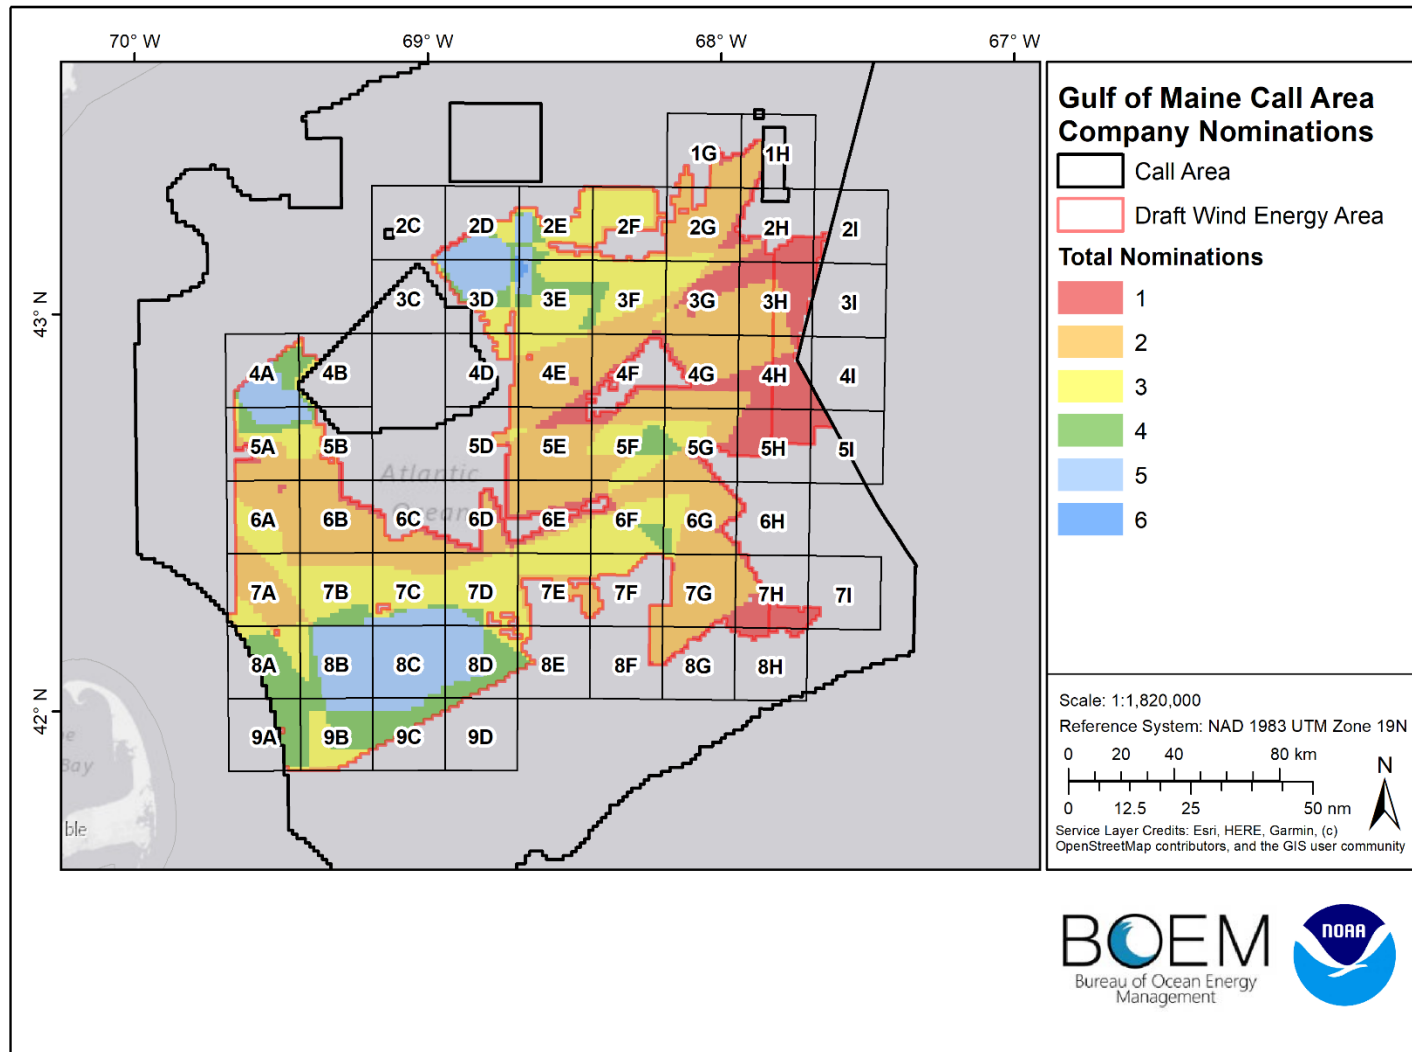 70° W
69° W
68° W
67° W
43° N
42° N
1G
1H
2C
2D
2E
2F
2G
2H
2I
3C
3D
3E
3F
3G
3H
3I
4A
4B
4D
4E
4F
4G
4H
4I
5A
5B
5D
5E
5F
5G
5H
5I
Atlantic
Ocean
6A
6B
6C
6D
6E
6F
6G
6H
7A
7B
7C
7D
7E
7F
7G
7H
7I
8A
8B
8C
8D
8E
8F
8G
8H
9A
9B
9C
9D
Bay
ble
Gulf of Maine Call Area
Company Nominations
Call Area
Draft Wind Energy Area
Total Nominations
1
2
3
4
5
6
Scale: 1:1,820,000
Reference System: NAD 1983 UTM Zone 19N
0 20 40 80 km
0 12.5 25 50 nm
N
Service Layer Credits: Esri, HERE, Garmin, (c)
OpenStreetMap contributors, and the GIS user community
BOEM
Bureau of Ocean Energy
Management
NOAA